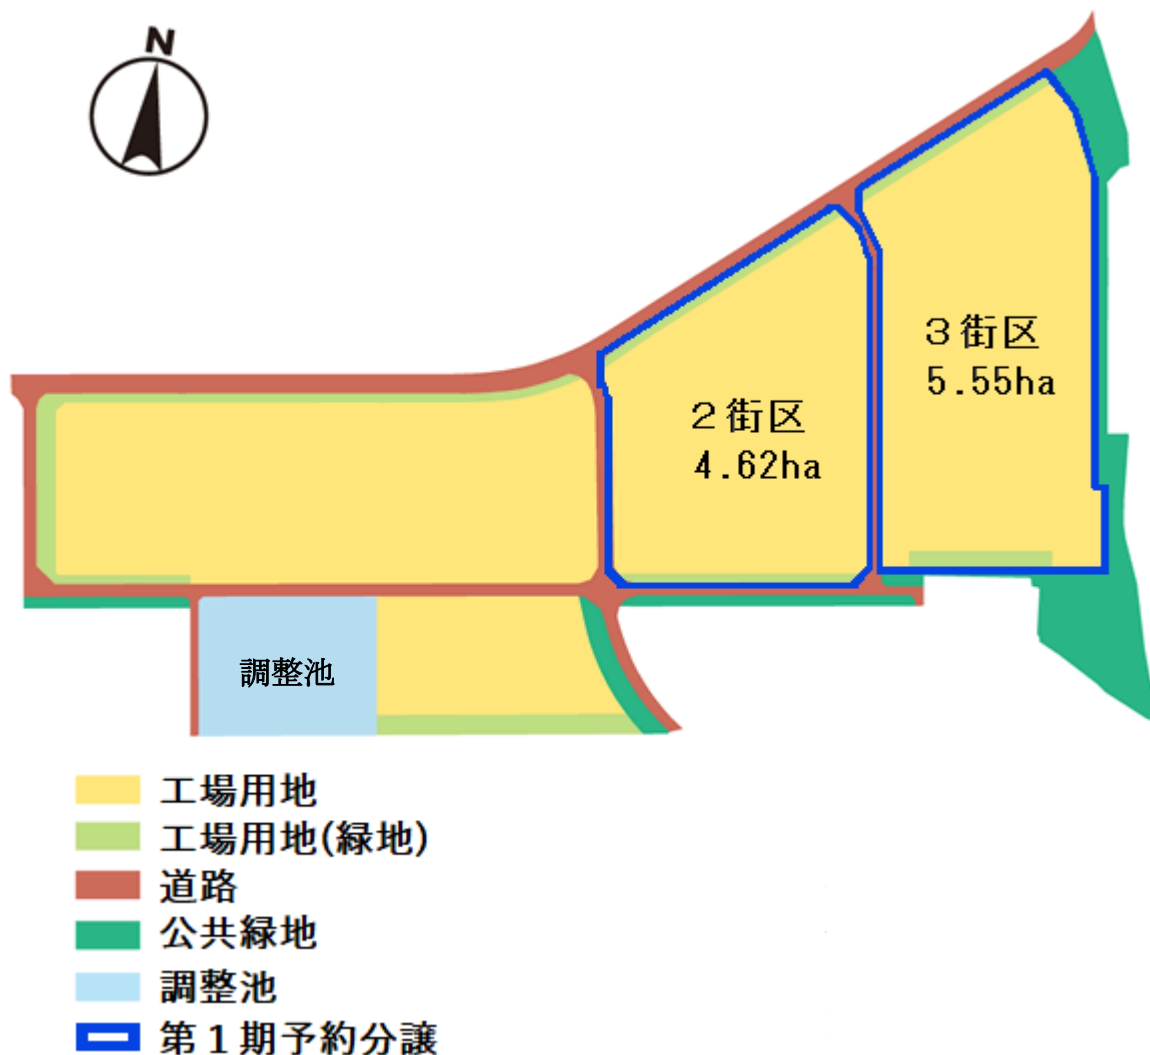 N
3街区
5.55ha
2街区
4.62ha
調整池
工場用地
工場用地(緑地)
道路
公共緑地
調整池
第1期予約分譲